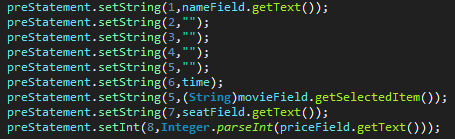 preStatement.setString(1,nameField.getText());
preStatement.setString(2,"");
preStatement.setString(3,"");
preStatement.setString(4,"");
preStatement.setString(5,"");
preStatement.setString(6,time);
preStatement.setString(5,(String)movieField.getSelectedItem());
preStatement.setString(7,seatField.getText());
preStatement.setInt(8,Integer.parseInt(priceField.getText()));